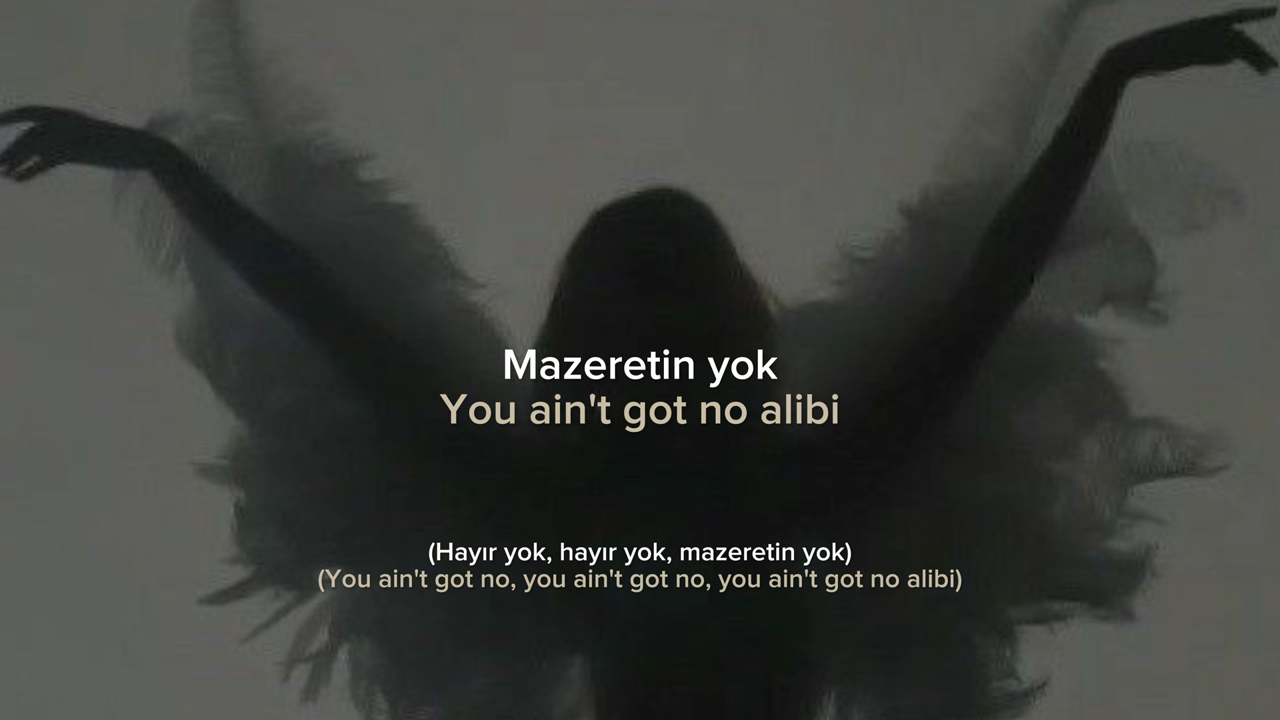 Mazeretin yok
You ain't got no alibi
(Hayır yok, hayır yok, mazeretin yok)
(You ain't got no, you ain't got no, you ain't got no alibi)